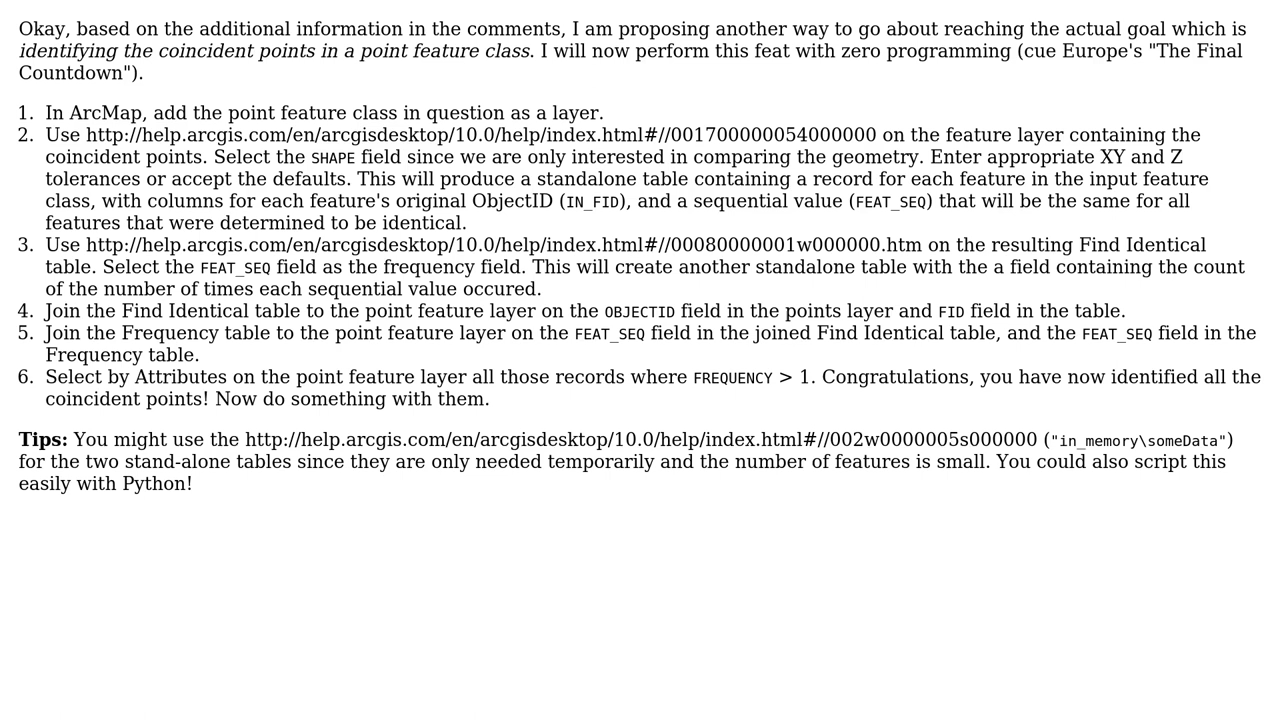 Okay, based on the additional information in the comments, I am proposing another way to go about reaching the actual goal which is
identifying the coincident points in a point feature class. I will now perform this feat with zero programming (cue Europe's "The Final
Countdown").
1. In ArcMap, add the point feature class in question as a layer.
2. Use http://help.arcgis.com/en/arcgisdesktop/10.0/help/index.html#//001700000054000000 on the feature layer containing the
coincident points. Select the SHAPE field since we are only interested in comparing the geometry. Enter appropriate XY and Z
tolerances or accept the defaults. This will produce a standalone table containing a record for each feature in the input feature
class, with columns for each feature's original ObjectID (IN_FID), and a sequential value (FEAT_SEQ) that will be the same for all
features that were determined to be identical.
3. Use http://help.arcgis.com/en/arcgisdesktop/10.0/help/index.html#//00080000001w000000.htm on the resulting Find Identical
table. Select the FEAT_SEQ field as the frequency field. This will create another standalone table with the a field containing the count
of the number of times each sequential value occured.
4. Join the Find Identical table to the point feature layer on the OBJECTID field in the points layer and FID field in the table.
5. Join the Frequency table to the point feature layer on the FEAT_SEQ field in the joined Find Identical table, and the FEAT_SEQ field in the
Frequency table.
6. Select by Attributes on the point feature layer all those records where FREQUENCY > 1. Congratulations, you have now identified all the
coincident points! Now do something with them.
Tips: You might use the http://help.arcgis.com/en/arcgisdesktop/10.0/help/index.html#//002w0000005s000000 ("in_memory\someData")
for the two stand-alone tables since they are only needed temporarily and the number of features is small. You could also script this
easily with Python!